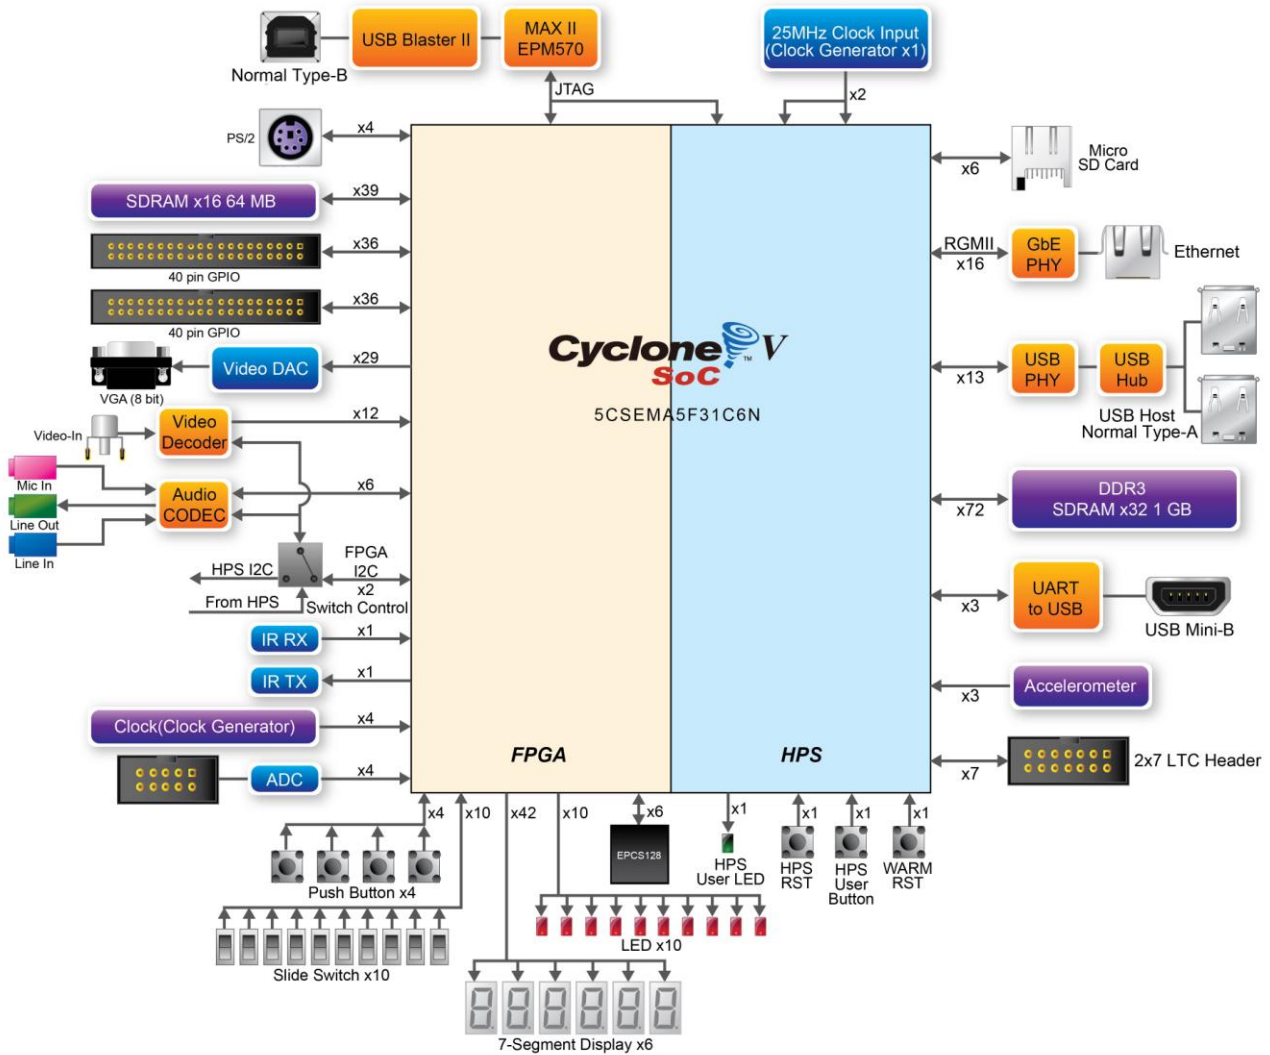 Normal Type-B
USB Blaster II
MAX II
EPM570
25MHz Clock Input
(Clock Generator x1)
JTAG
x2
PS/2
x4
SDRAM x16 64 MB
x39
x36
40 pin GPIO
x36
40 pin GPIO
Video DAC
x29
VGA (8 bit)
Video-In
Video
Decoder
x12
Mic In
Line Out
Line In
Audio
CODEC
x6
HPS I2C
From HPS
FPGA
I2C
x2
Switch Control
IR RX
x1
IR TX
x1
Clock(Clock Generator)
x4
ADC
x4
Cyclone V
TM
SoC
5CSEMA5F31C6N
FPGA
HPS
x6
Micro
SD Card
RGMII
x16
GbE
PHY
Ethernet
x13
USB
PHY
USB
Hub
USB Host
Normal Type-A
x72
DDR3
SDRAM x32 1 GB
x3
UART
to USB
USB Mini-B
x3
Accelerometer
x7
2x7 LTC Header
x4
x10
x42
x10
x6
x1
x1
x1
x1
Push Button x4
Slide Switch x10
EPCS128
HPS
User LED
HPS
RST
HPS
User
Button
WARM
RST
LED x10
7-Segment Display x6